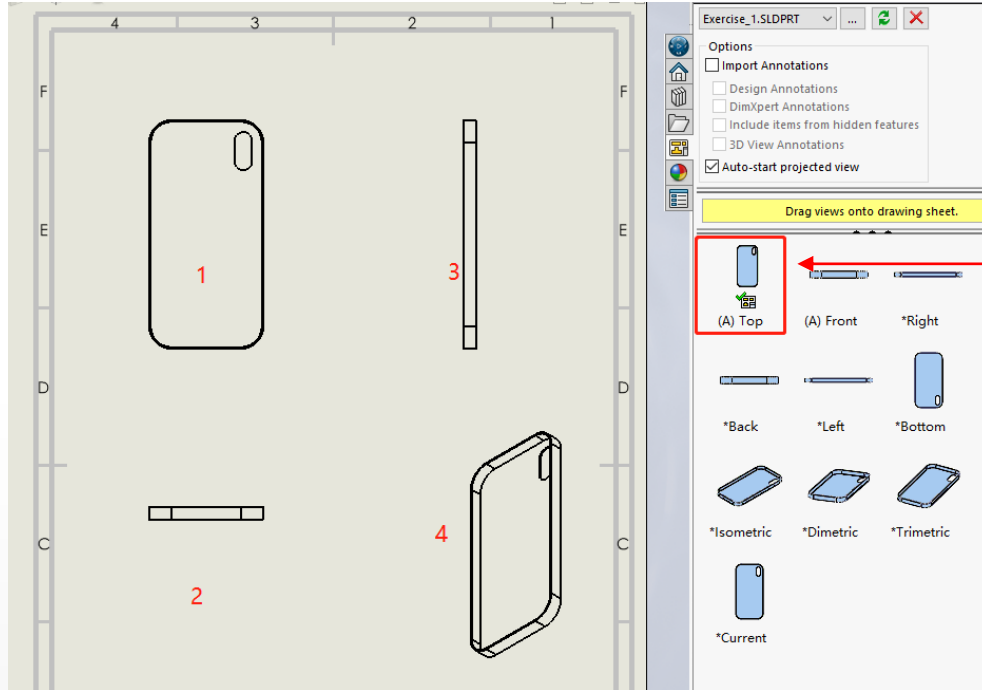 4 3 2 1
F F
E E
D D
C C
1
3
2
4
Exercise_1.SLDPRT ...
Options
Import Annotations
Design Annotations
DimXpert Annotations
Include items from hidden features
3D View Annotations
Auto-start projected view
Drag views onto drawing sheet.
(A) Top (A) Front *Right
*Back *Left *Bottom
*Isometric *Dimetric *Trimetric
*Current